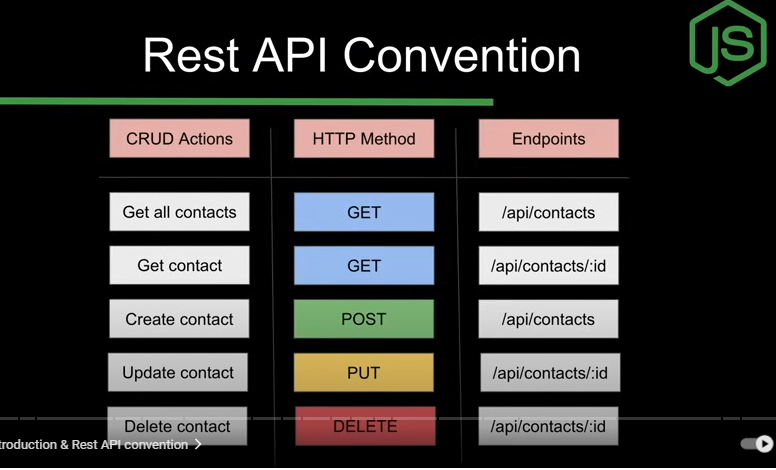 JS
Rest API Convention
CRUD Actions HTTP Method Endpoints
Get all contacts GET /api/contacts
Get contact GET /api/contacts/:id
Create contact POST /api/contacts
Update contact PUT /api/contacts/:id
Delete contact DELETE /api/contacts/:id
troduction & Rest API convention